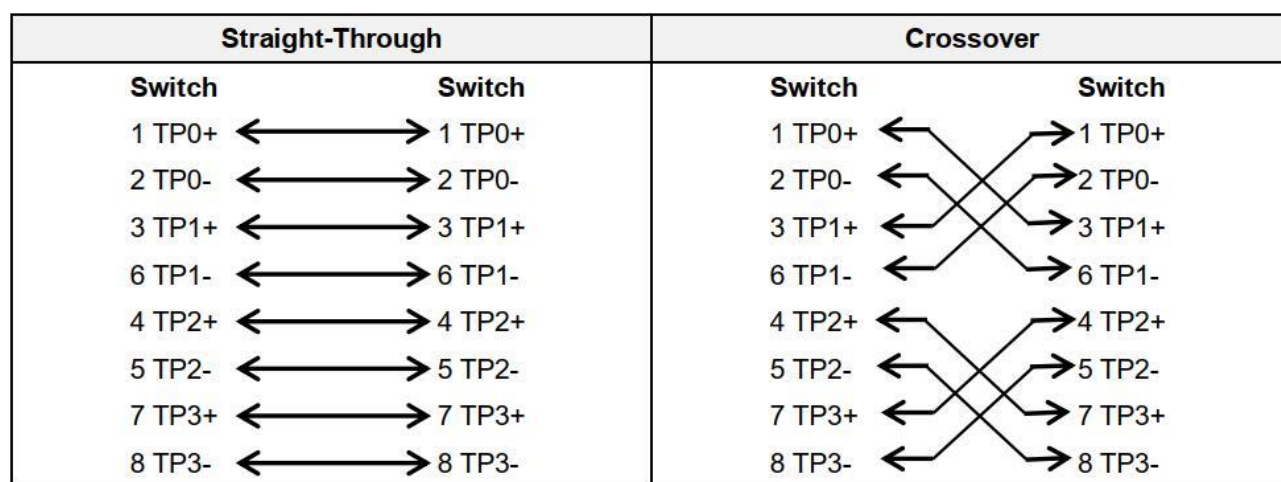 Straight-Through Crossover
Switch Switch Switch Switch
1 TP0+ 1 TP0+ 1 TP0+ 1 TP0+
2 TP0- 2 TP0- 2 TP0- 2 TP0-
3 TP1+ 3 TP1+ 3 TP1+ 3 TP1+
6 TP1- 6 TP1- 6 TP1- 6 TP1-
4 TP2+ 4 TP2+ 4 TP2+ 4 TP2+
5 TP2- 5 TP2- 5 TP2- 5 TP2-
7 TP3+ 7 TP3+ 7 TP3+ 7 TP3+
8 TP3- 8 TP3- 8 TP3- 8 TP3-